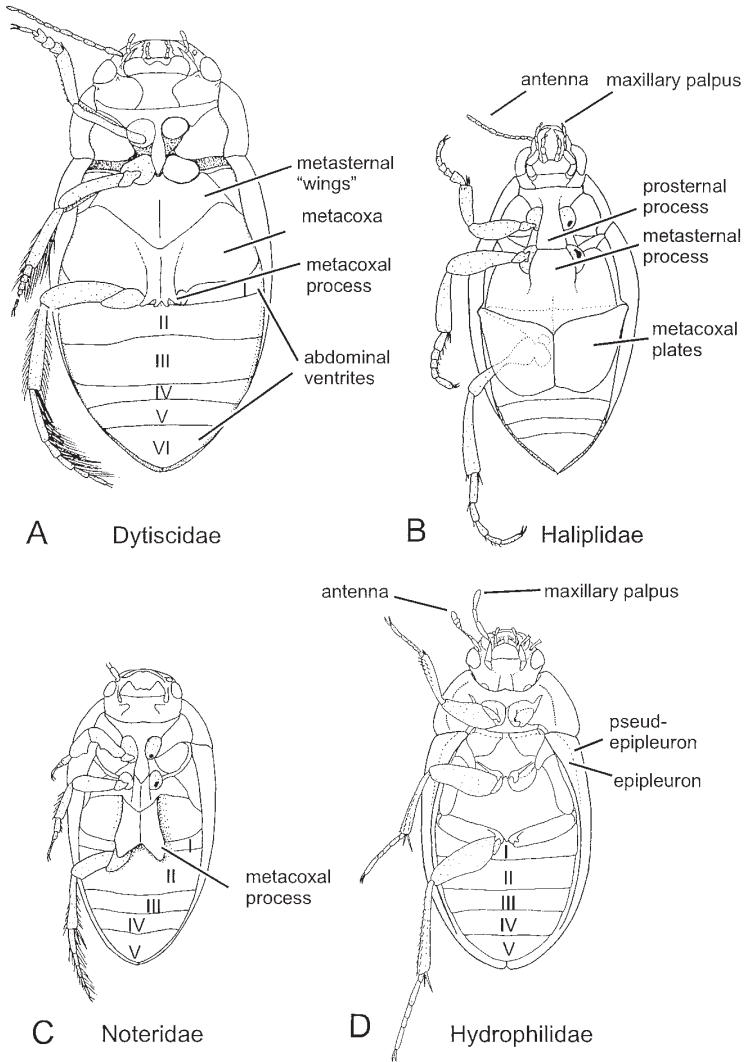 metasternal
"wings"
metacoxa
metacoxal
process
I
II
III
IV
V
VI
abdominal
ventrites
A Dytiscidae
antenna maxillary palpus
prosternal
process
metasternal
process
metacoxal
plates
B Haliplidae
I
II
III
IV
V
metacoxal
process
C Noteridae
antenna maxillary palpus
pseud-
epipleuron
epipleuron
I
II
III
IV
V
D Hydrophilidae